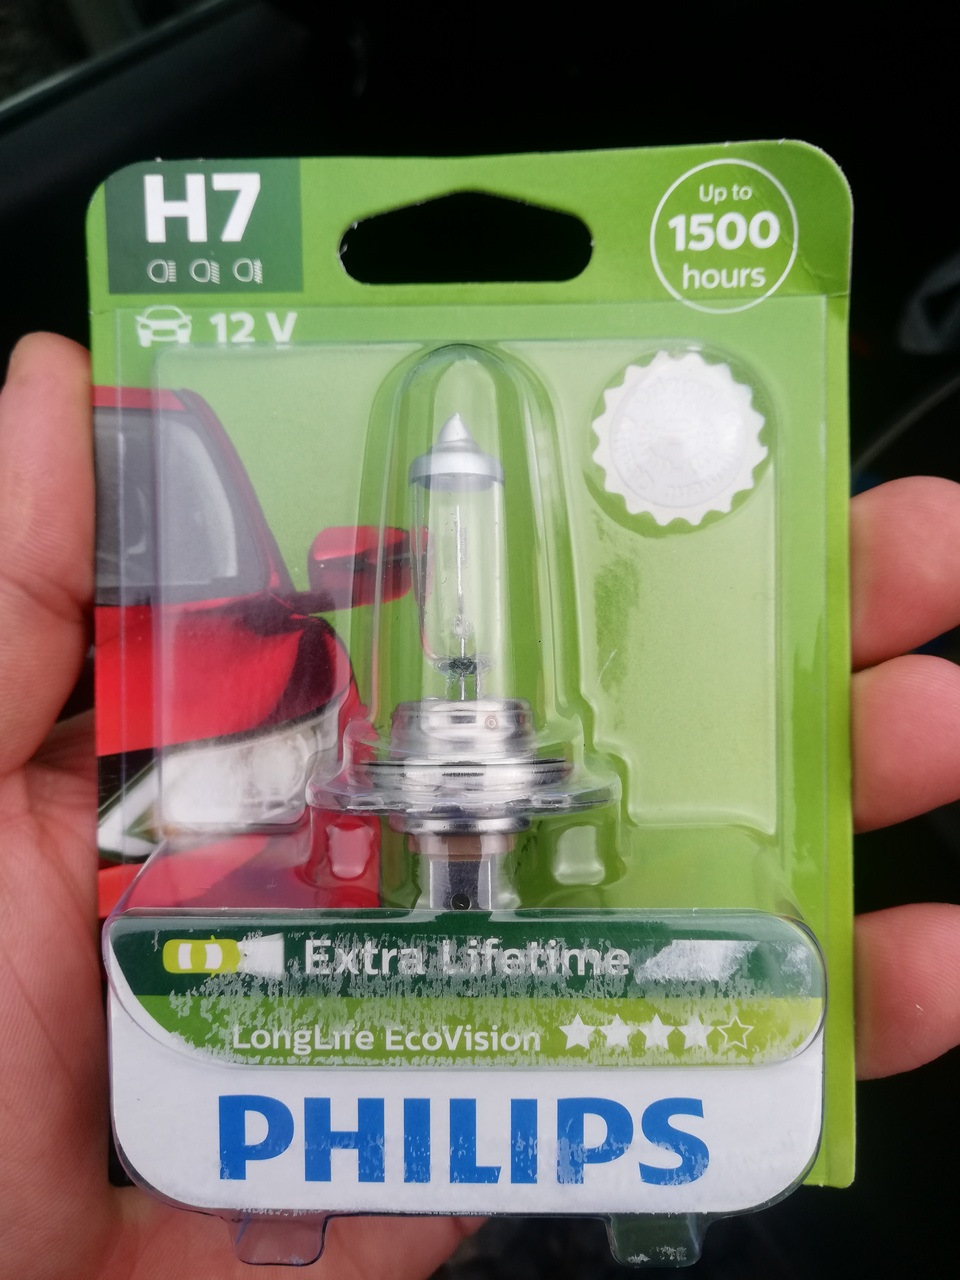 H7
Up to
1500
hours
12 V
Extra Lifetime
LongLife EcoVision
PHILIPS